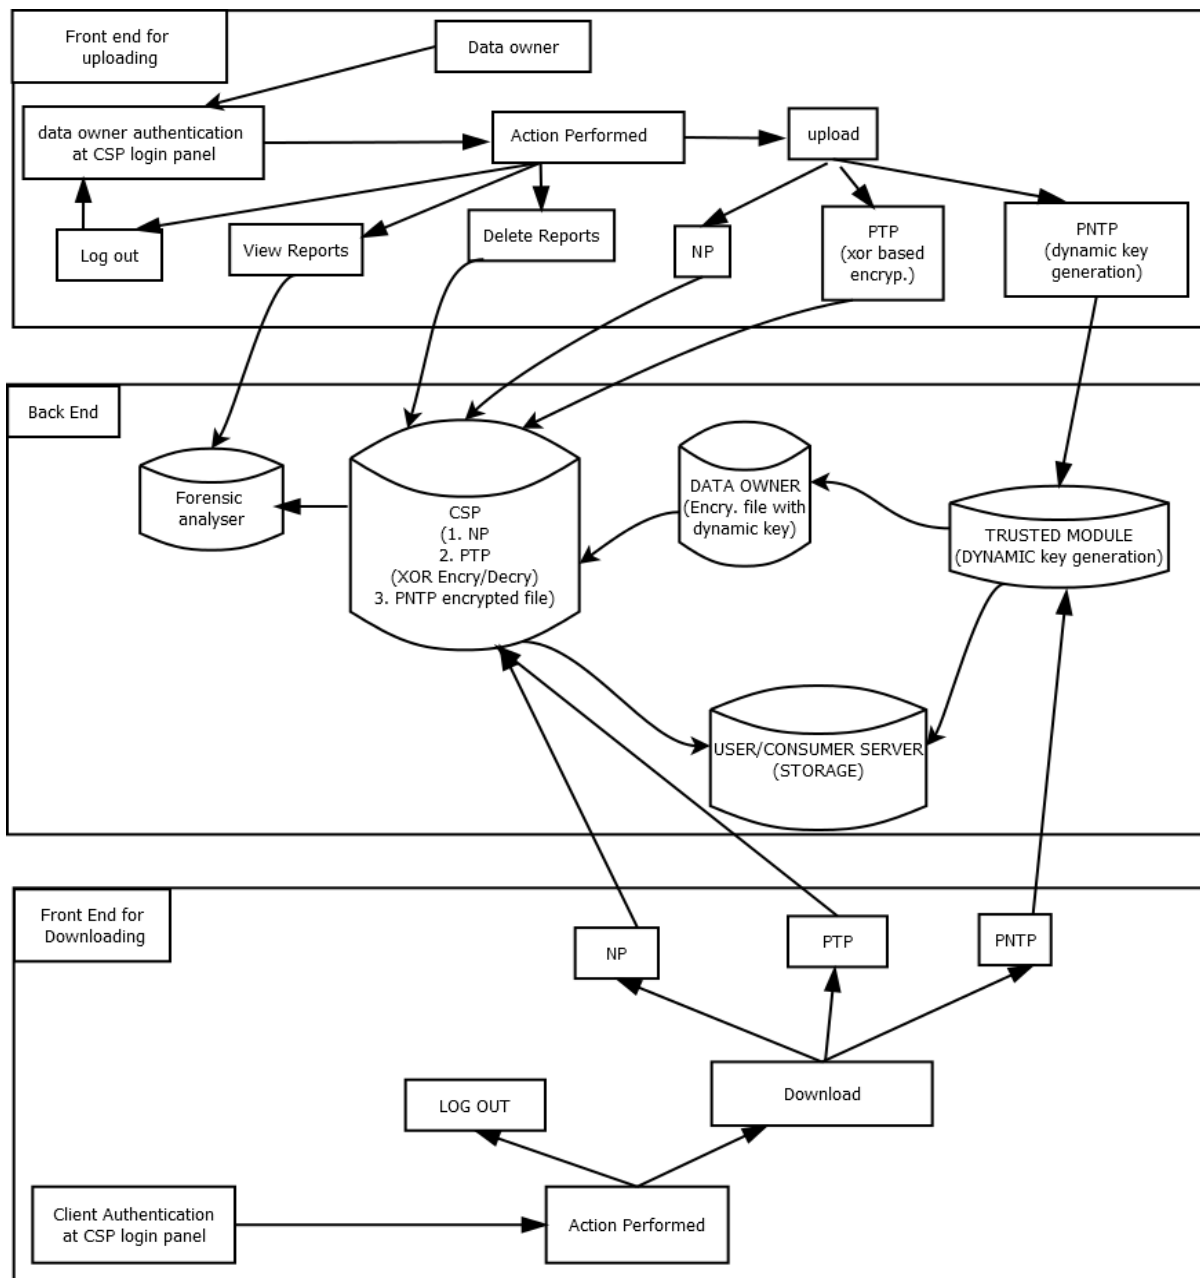 Front end for
uploading
Data owner
data owner authentication
at CSP login panel
Action Performed
upload
Log out
View Reports
Delete Reports
NP
PTP
(xor based
encryp.)
PNTP
(dynamic key
generation)
Back End
Forensic
analyser
CSP
(1. NP
2. PTP
(XOR Encry/Decry)
3. PNTP encrypted file)
DATA OWNER
(Encry. file with
dynamic key)
TRUSTED MODULE
(DYNAMIC key generation)
USER/CONSUMER SERVER
(STORAGE)
Front End for
Downloading
NP
PTP
PNTP
LOG OUT
Download
Client Authentication
at CSP login panel
Action Performed